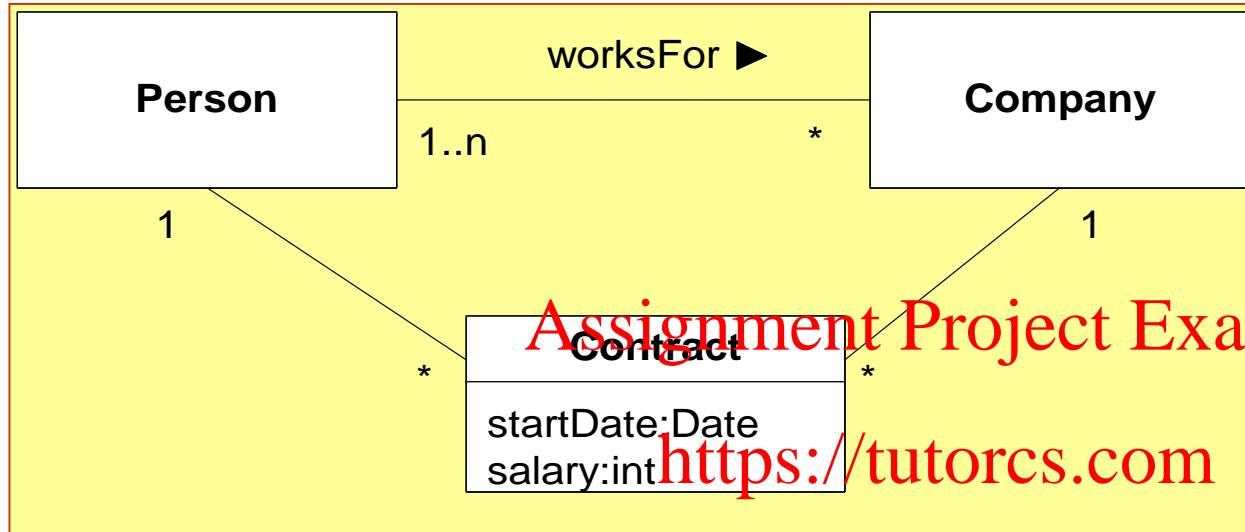 worksFor ►
Person
Company
1..n
*
1
1
Assignment Project Exa
Contract
*
*
startDate:Date
salary:int
https://tutorcs.com